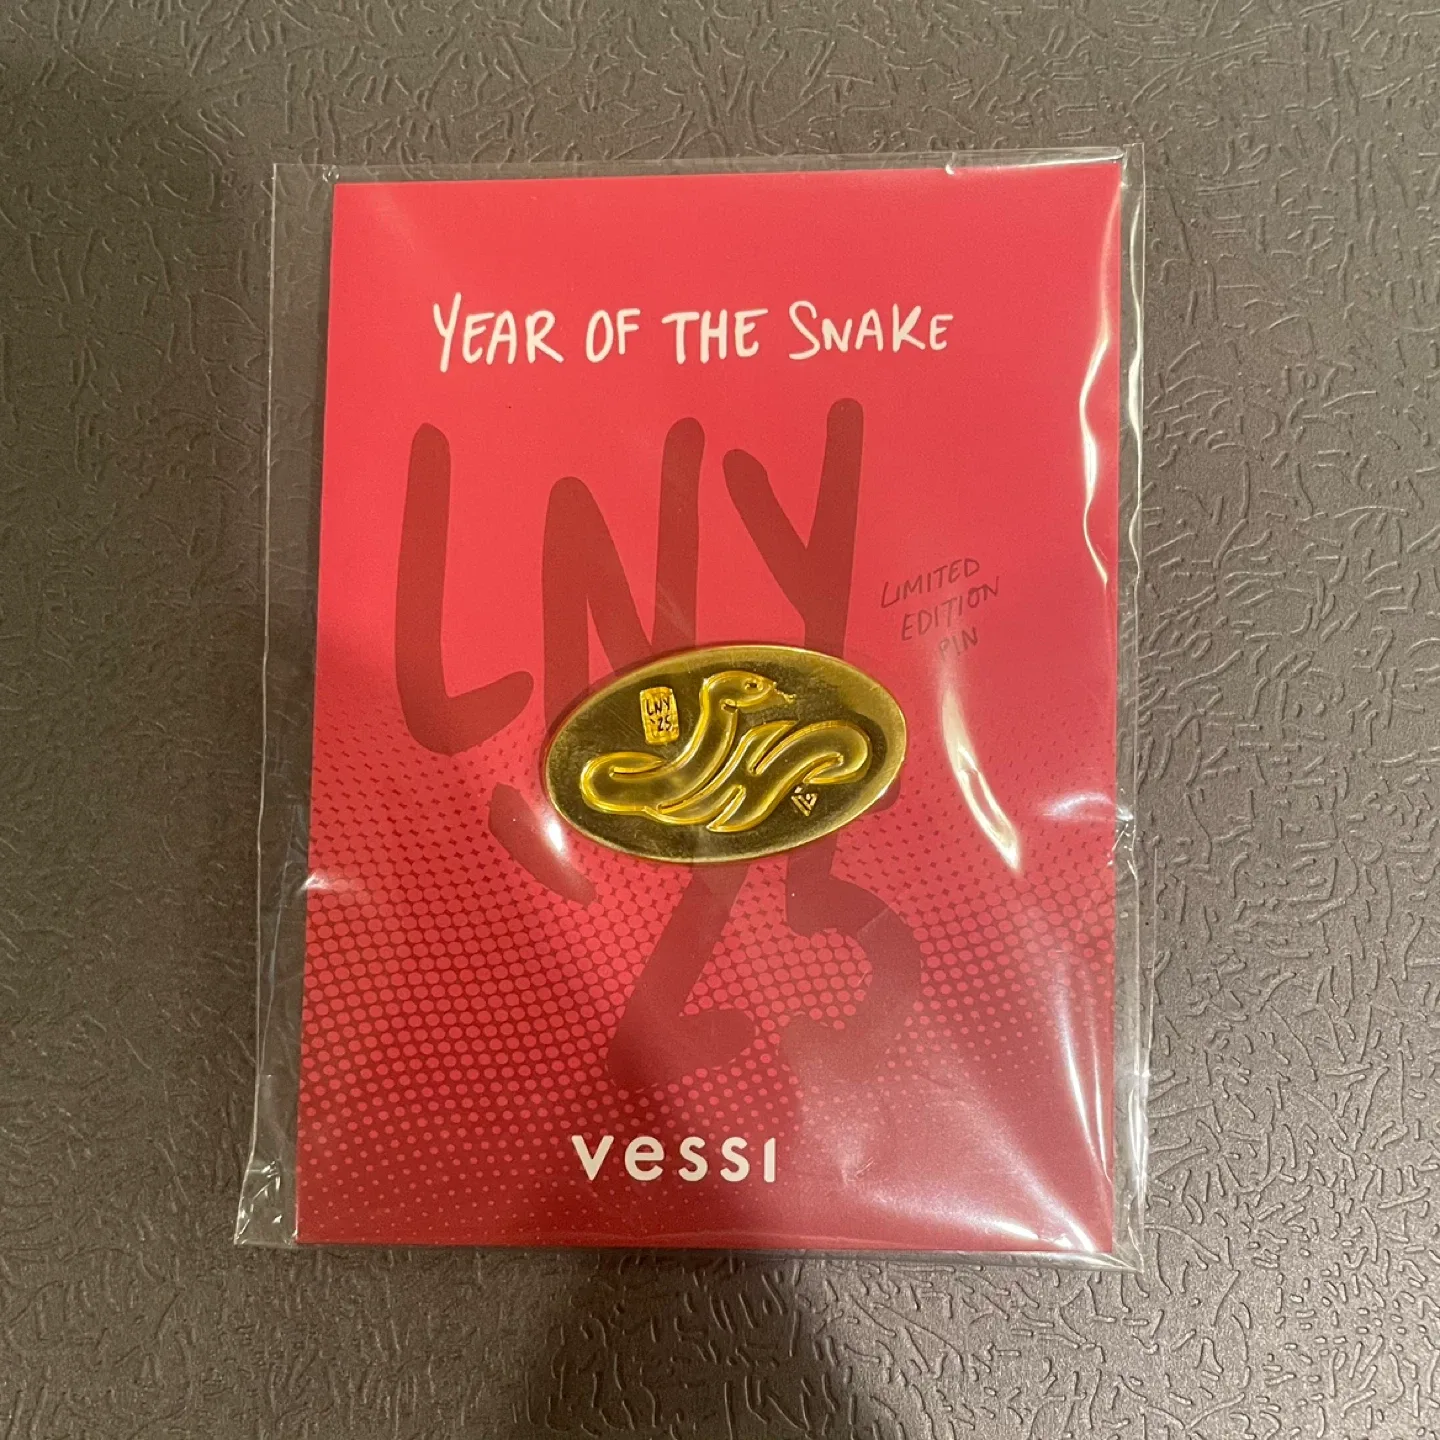 YEAR OF THE SNAKE
LNY
'25
LIMITED
EDITION
PIN
LNY
'25
vessi